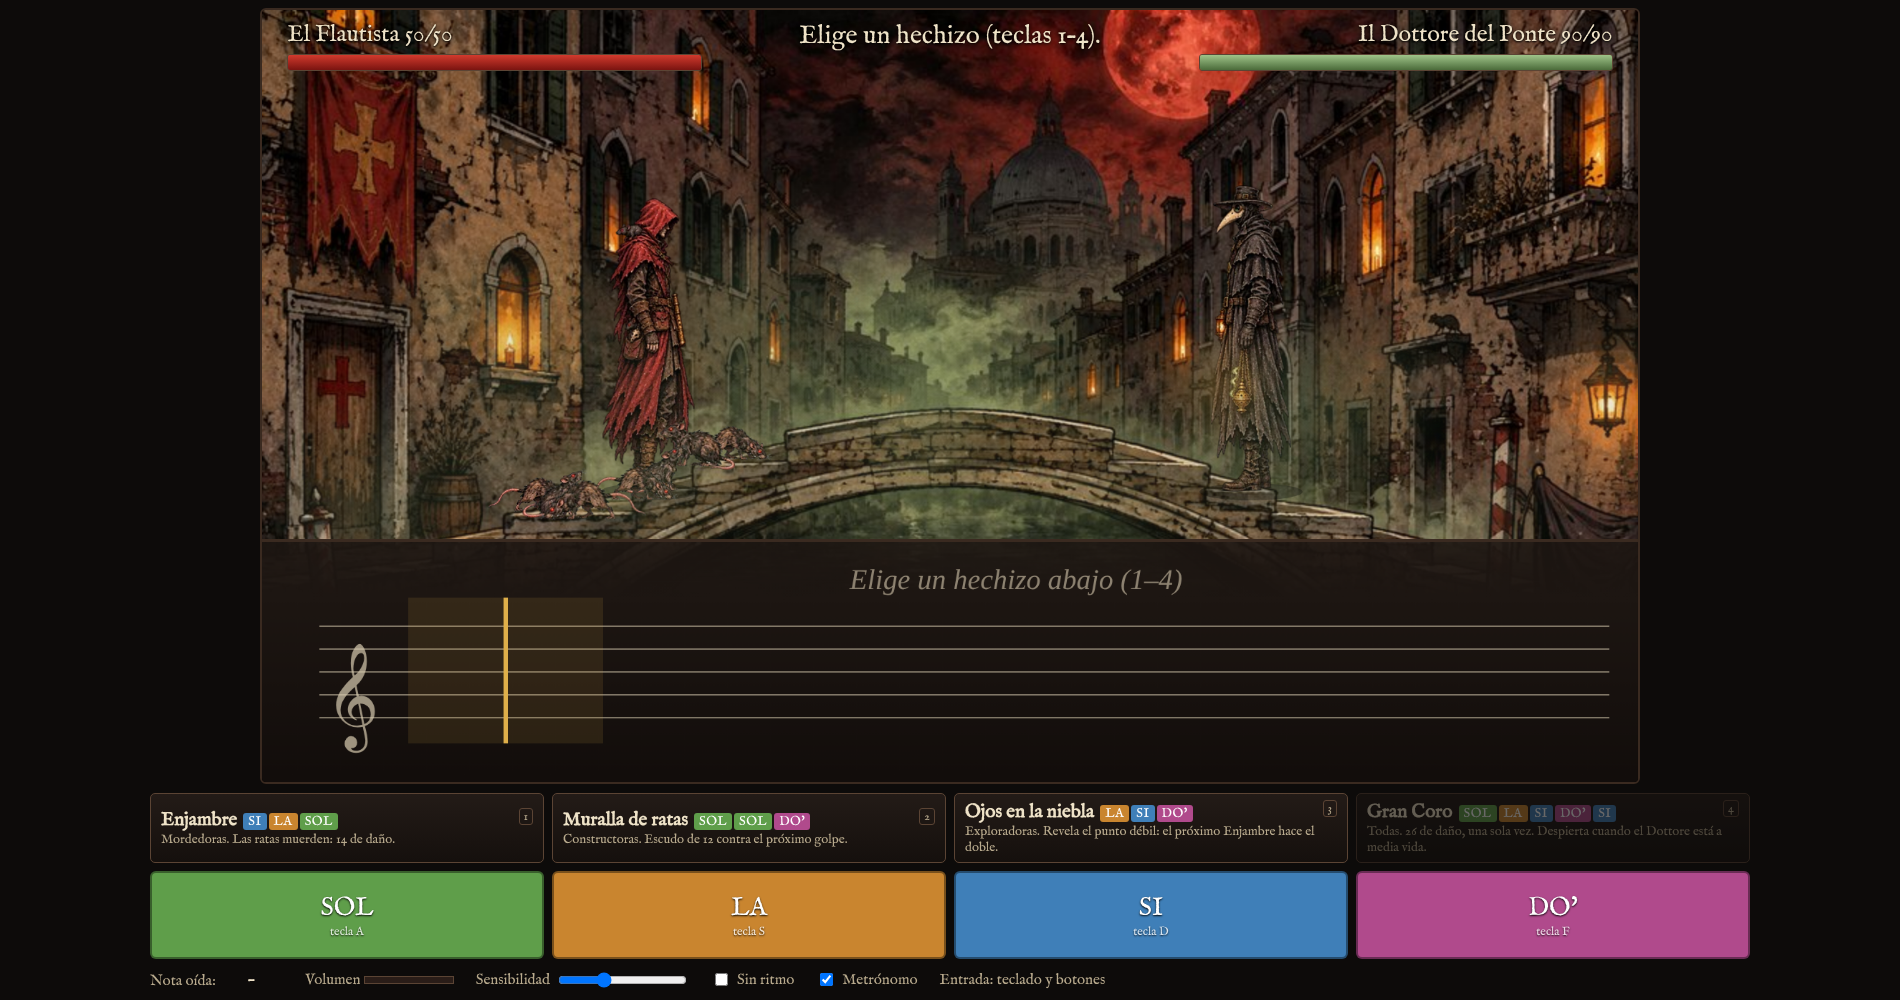 El Flautista 50/50
Elige un hechizo (teclas 1-4).
Il Dottore del Ponte 90/90
Elige un hechizo abajo (1–4)
Enjambre SI LA SOL 1
Mordedoras. Las ratas muerden: 14 de daño.
Muralla de ratas SOL SOL DO’ 2
Constructoras. Escudo de 12 contra el próximo golpe.
Ojos en la niebla LA SI DO’ 3
Exploradoras. Revela el punto débil: el próximo Enjambre hace el
doble.
Gran Coro SOL LA SI DO’ SI 4
Todas. 26 de daño, una sola vez. Despierta cuando el Dottore está a
media vida.
SOL
tecla A
LA
tecla S
SI
tecla D
DO’
tecla F
Nota oída: – Volumen Sensibilidad Sin ritmo Metrónomo Entrada: teclado y botones